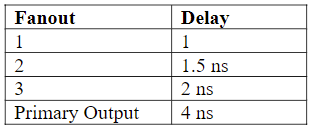 Fanout Delay
1 1
2 1.5 ns
3 2 ns
Primary Output 4 ns